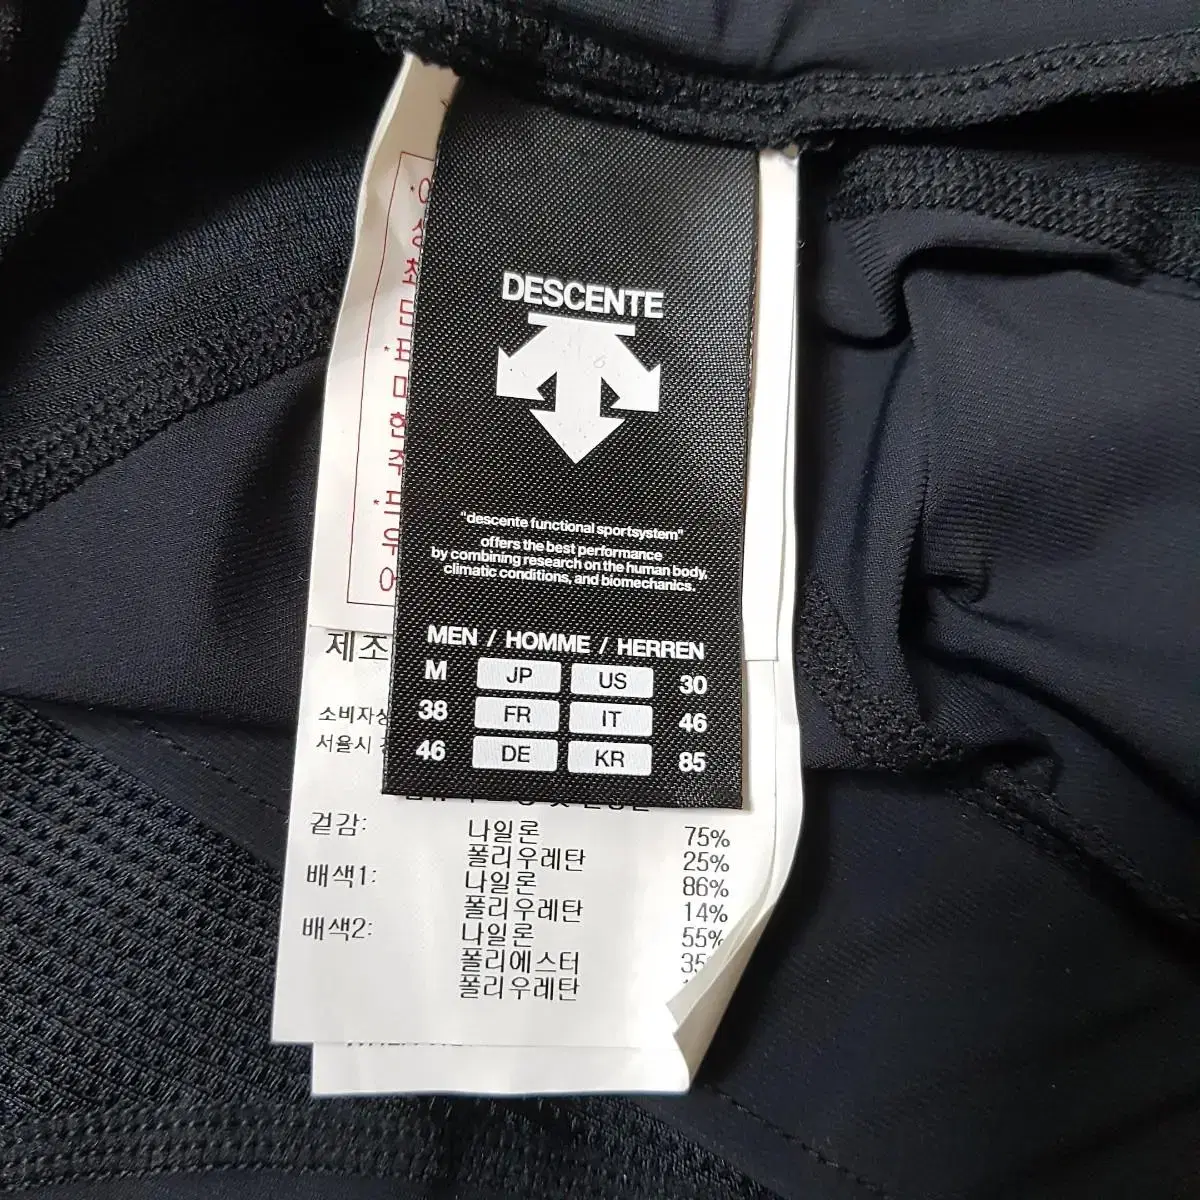 DESCENTE
"descente functional sportsystem"
offers the best performance
by combining research on the human body,
climatic conditions, and biomechanics.
MEN / HOMME / HERREN
M JP US 30
38 FR IT 46
46 DE KR 85
제조
소비자상
서울시
겉감: 나일론 75%
폴리우레탄 25%
배색1: 나일론 86%
폴리우레탄 14%
배색2: 나일론 55%
폴리에스터 35
폴리우레탄